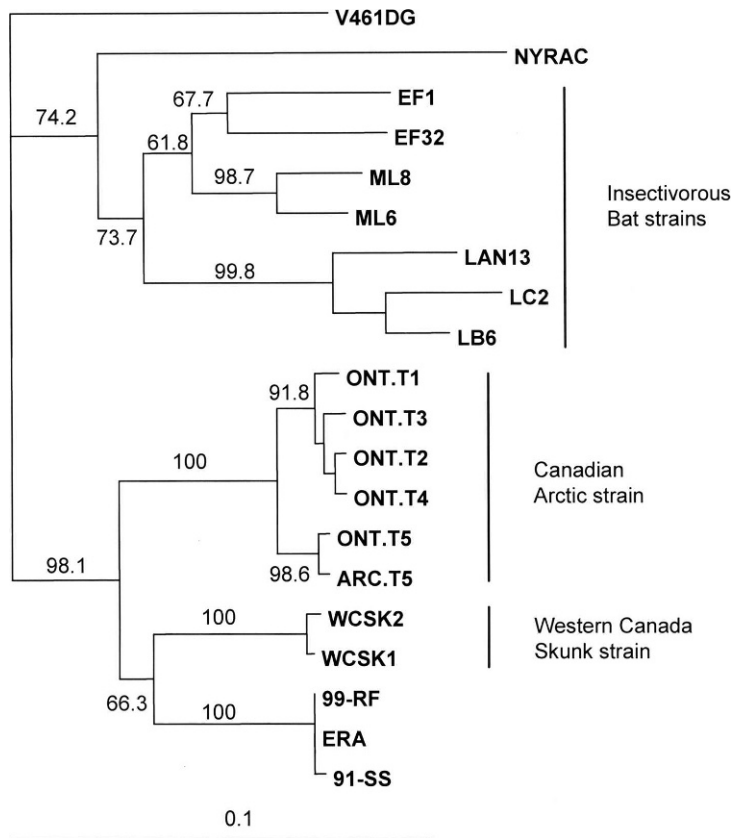 V461DG
NYRAC
EF1
67.7
74.2
EF32
61.8
98.7
ML8
Insectivorous
Bat strains
ML6
73.7
LAN13
99.8
LC2
LB6
ONT.T1
91.8
ONT.T3
100
ONT.T2
Canadian
Arctic strain
ONT.T4
ONT.T5
98.1
98.6
ARC.T5
WCSK2
100
Western Canada
Skunk strain
WCSK1
66.3
99-RF
100
ERA
91-SS
0.1